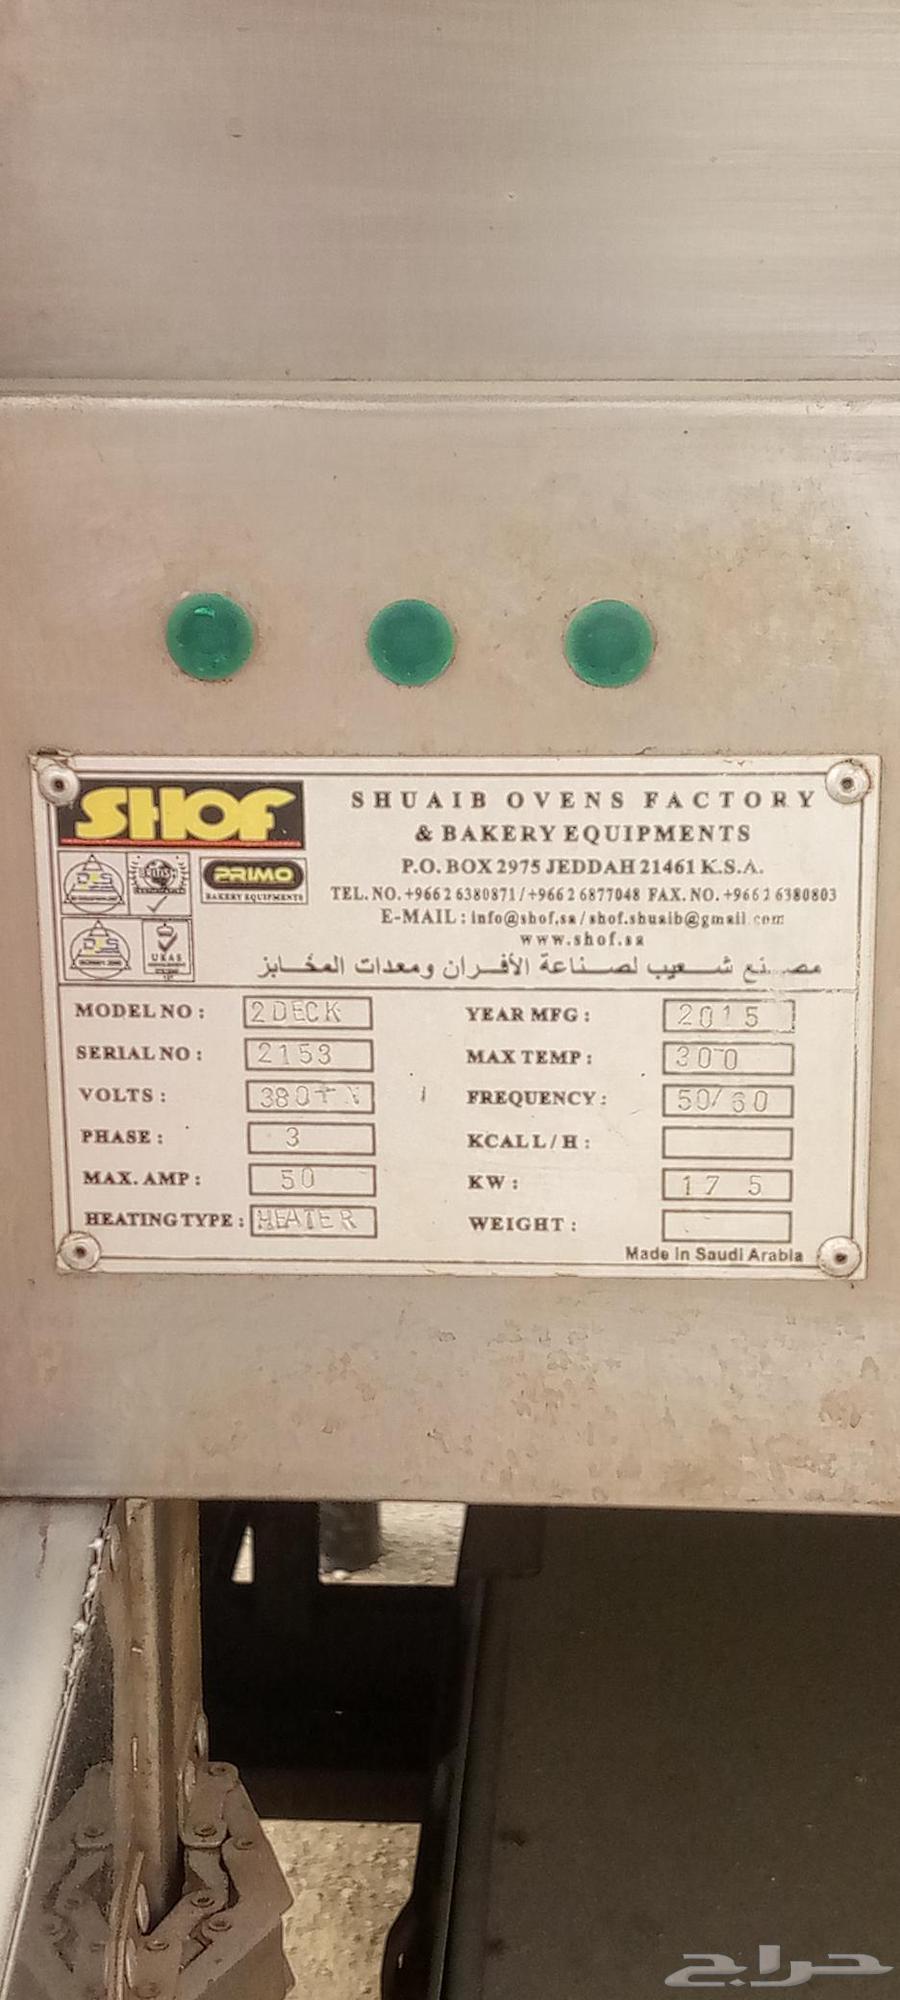 SHOF
SHUAIB OVENS FACTORY
& BAKERY EQUIPMENTS
PRIMO
BAKERY EQUIPMENTS
P.O. BOX 2975 JEDDAH 21461 K.S.A.
TEL. NO. +966 2 6380871 / +966 2 6877048 FAX. NO. +966 2 6380803
E-MAIL : info@shof.sa / shof.shuaib@gmail.com
www.shof.sa
UKAS
مصنع شعيب لصناعة الأفران ومعدات المخابز
MODEL NO : 2 DECK
YEAR MFG : 2015
SERIAL NO : 2153
MAX TEMP : 300
VOLTS : 380+N
FREQUENCY : 50/60
PHASE : 3
KCALL/H :
MAX. AMP : 50
KW : 17 5
HEATING TYPE : HEATER
WEIGHT :
Made in Saudi Arabia
حراج